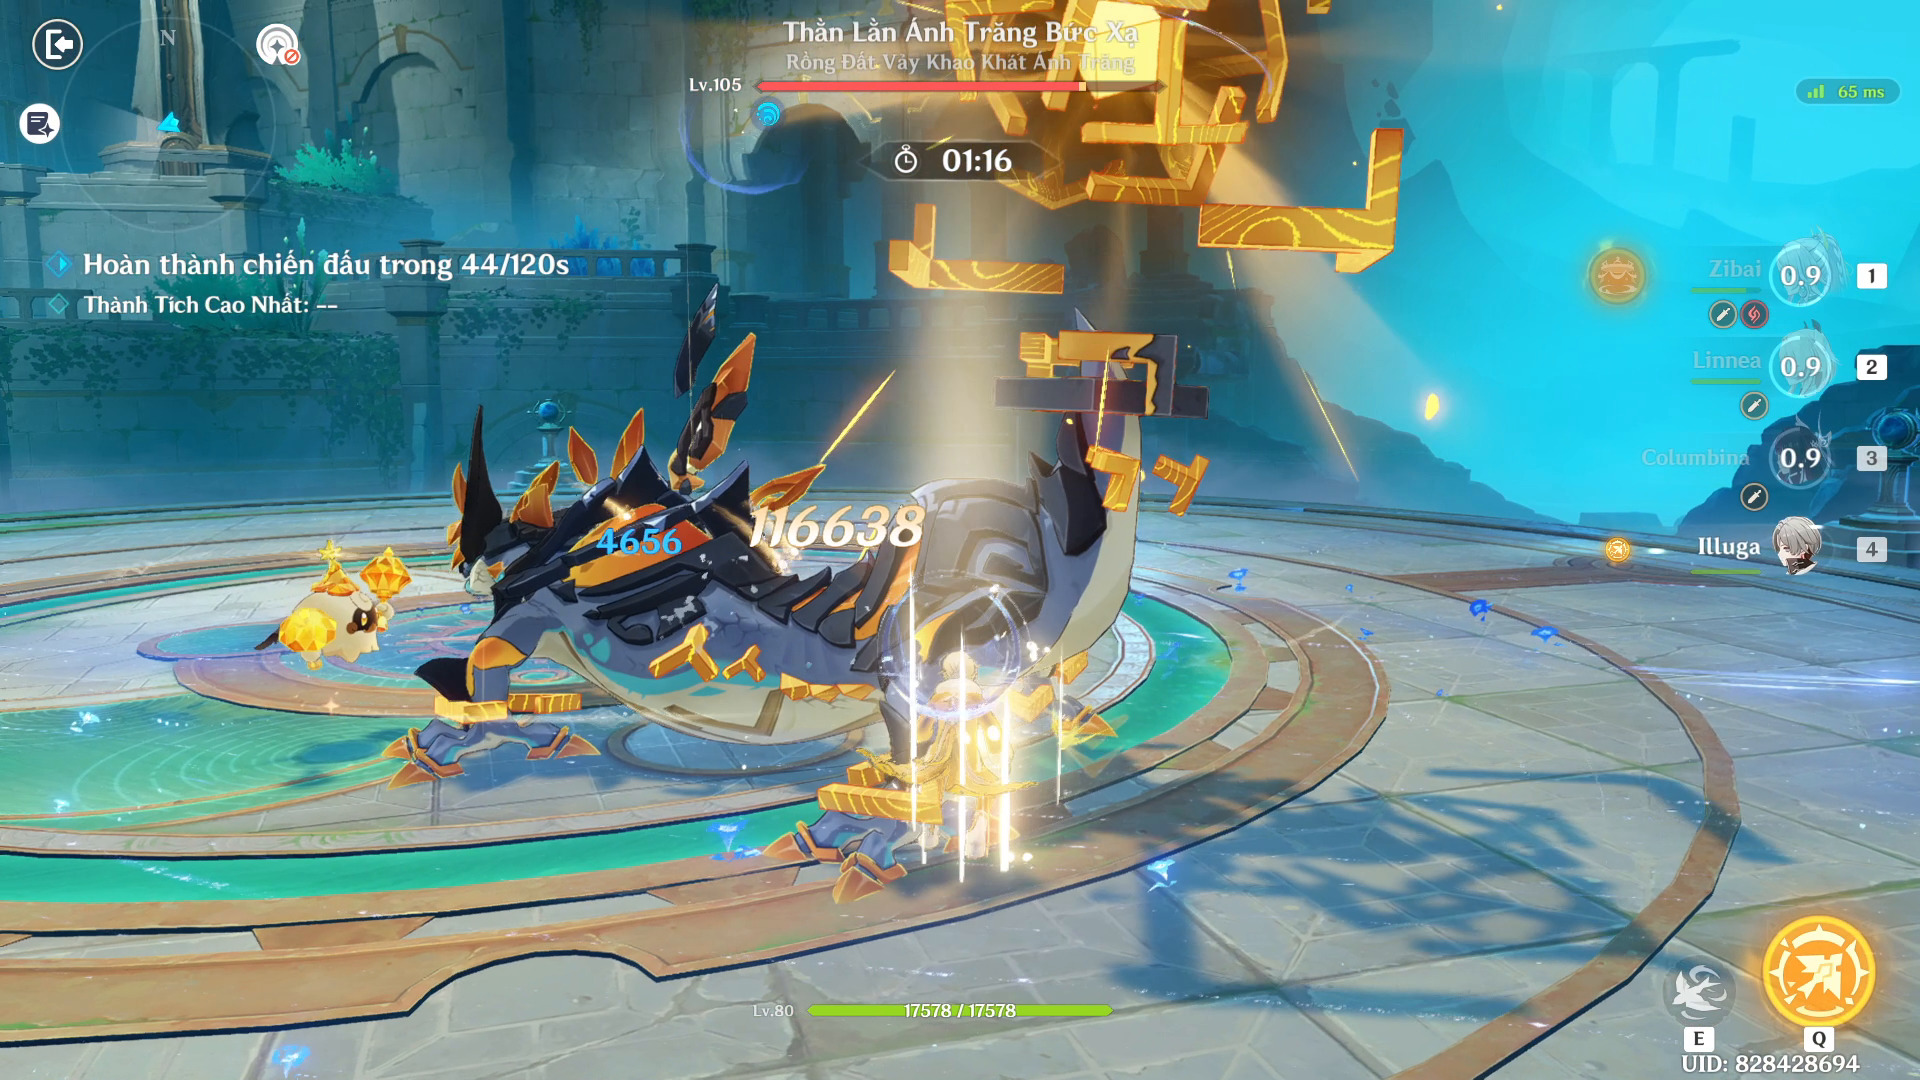 N
Thằn Lằn Ánh Trăng Bức Xạ
Rồng Đất Vảy Khao Khát Ánh Trăng
Lv.105
65 ms
01:16
Hoàn thành chiến đấu trong 44/120s
Thành Tích Cao Nhất: --
Zibai 0.9 1
Linnea 0.9 2
Columbina 0.9 3
Illuga 4
4656
116638
Lv.80 17578 / 17578
E Q
UID: 828428694